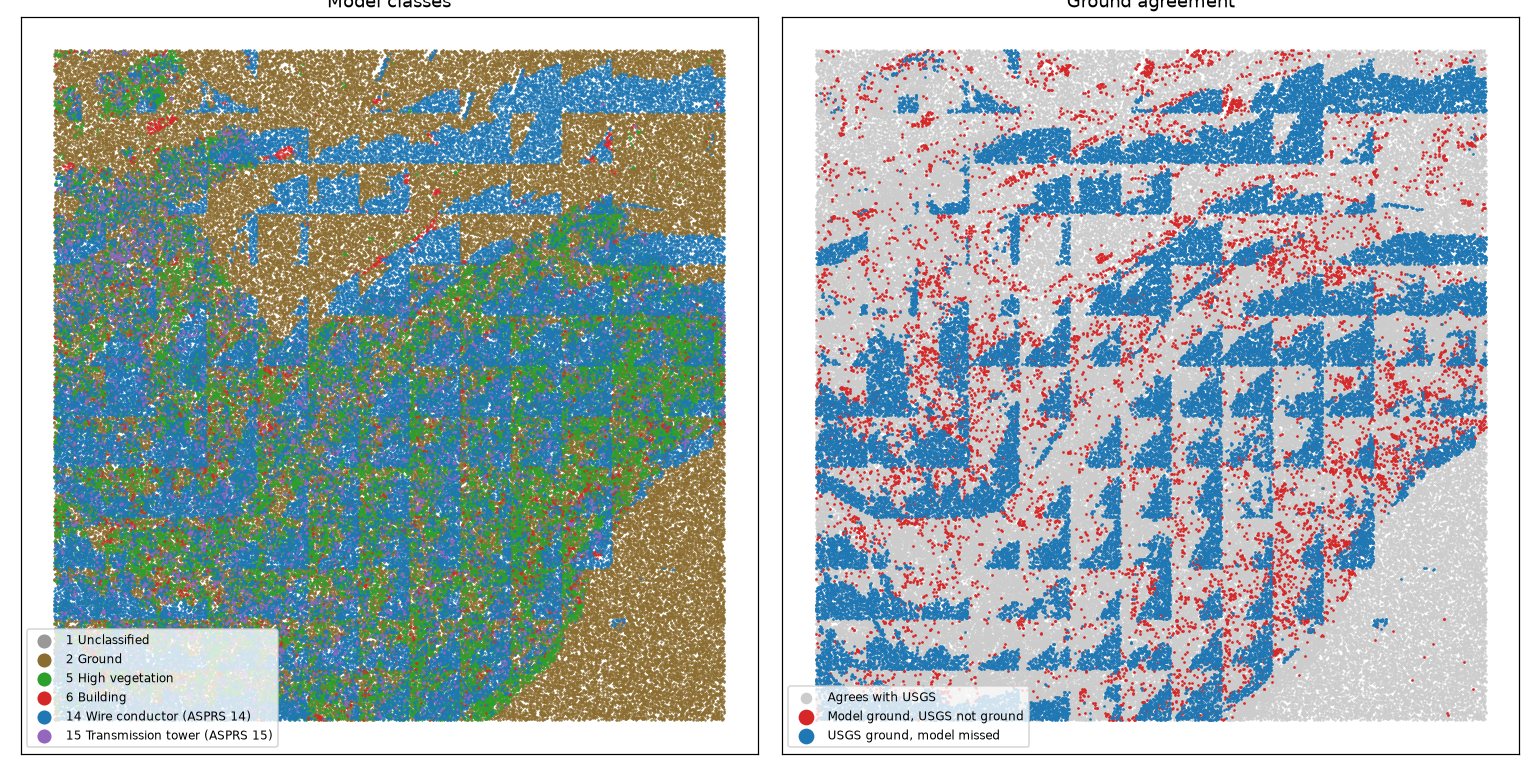 Model classes
Ground agreement
1 Unclassified
2 Ground
5 High vegetation
6 Building
14 Wire conductor (ASPRS 14)
15 Transmission tower (ASPRS 15)
Agrees with USGS
Model ground, USGS not ground
USGS ground, model missed